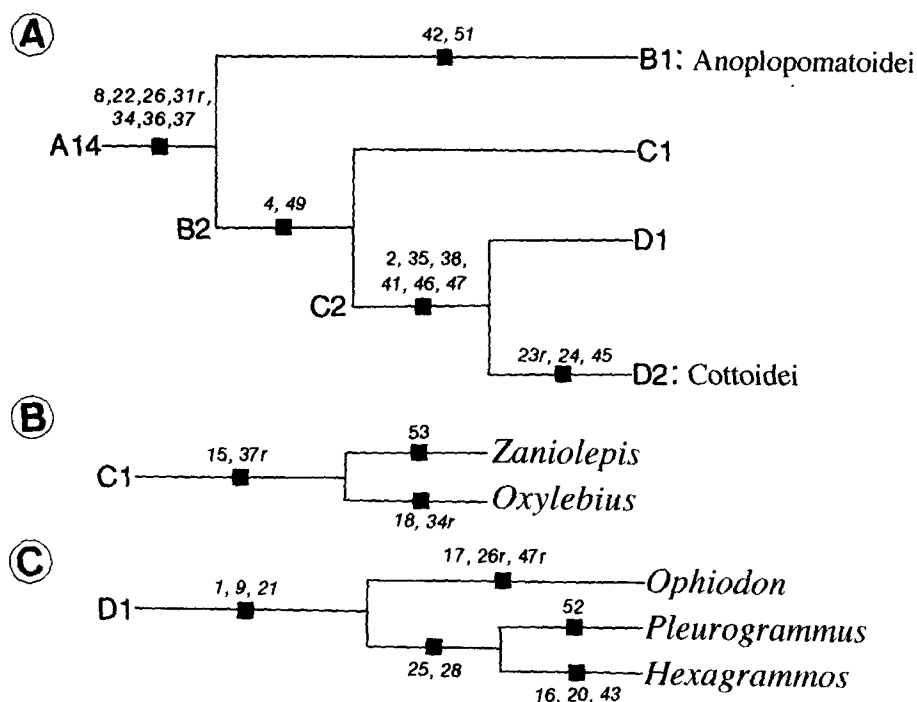 A
42, 51
B1: Anoplopomatoidei
8,22,26,31r,
34,36,37
A14
C1
4, 49
B2
D1
2, 35, 38,
41, 46, 47
C2
23r, 24, 45
D2: Cottoidei
B
53
15, 37r
Zaniolepis
C1
Oxylebius
18, 34r
C
17, 26r, 47r
1, 9, 21
Ophiodon
D1
52
Pleurogrammus
25, 28
Hexagrammos
16, 20, 43